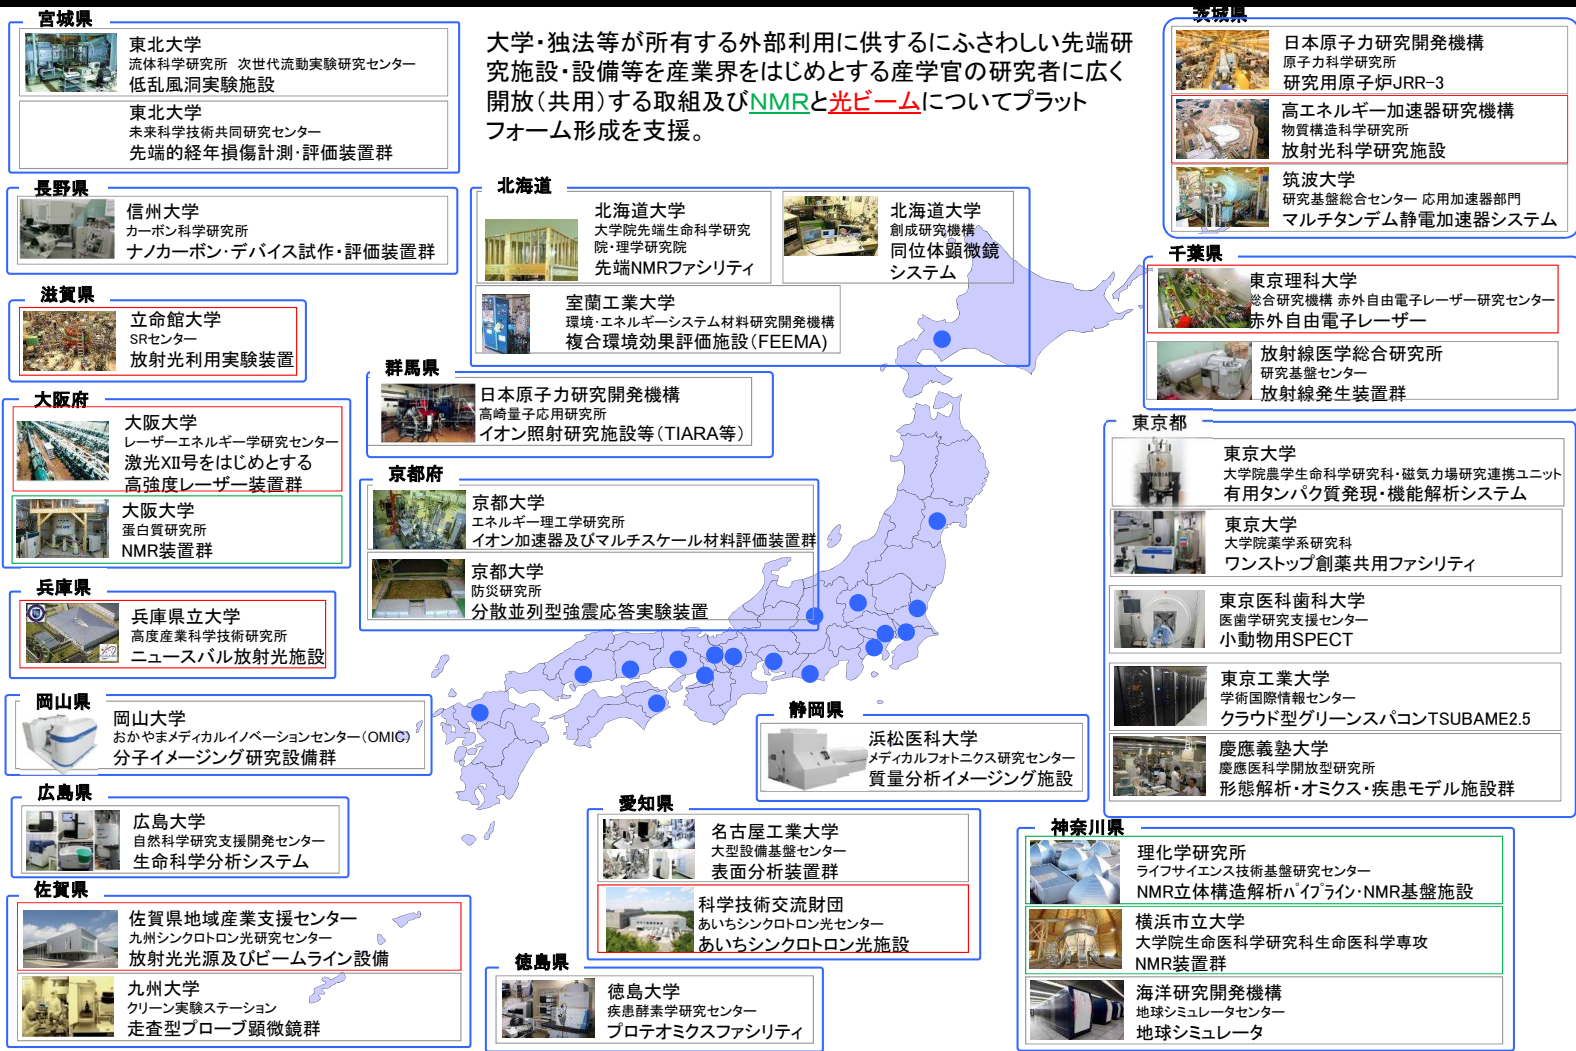 大学・独法等が所有する外部利用に供するにふさわしい先端研
究施設・設備等を産業界をはじめとする産学官の研究者に広く
開放(共用)する取組及びNMRと光ビームについてプラット
フォーム形成を支援。
宮城県
東北大学
流体科学研究所 次世代流動実験研究センター
低乱風洞実験施設
東北大学
未来科学技術共同研究センター
先端的経年損傷計測・評価装置群
長野県
信州大学
カーボン科学研究所
ナノカーボン・デバイス試作・評価装置群
滋賀県
立命館大学
SRセンター
放射光利用実験装置
大阪府
大阪大学
レーザーエネルギー学研究センター
激光XII号をはじめとする
高強度レーザー装置群
大阪大学
蛋白質研究所
NMR装置群
兵庫県
兵庫県立大学
高度産業科学技術研究所
ニュースバル放射光施設
岡山県
岡山大学
おかやまメディカルイノベーションセンター(OMIC)
分子イメージング研究設備群
広島県
広島大学
自然科学研究支援開発センター
生命科学分析システム
佐賀県
佐賀県地域産業支援センター
九州シンクロトロン光研究センター
放射光光源及びビームライン設備
九州大学
クリーン実験ステーション
走査型プローブ顕微鏡群
北海道
北海道大学
大学院先端生命科学研究
院・理学研究院
先端NMRファシリティ
北海道大学
創成研究機構
同位体顕微鏡
システム
室蘭工業大学
環境・エネルギーシステム材料研究開発機構
複合環境効果評価施設(FEEMA)
群馬県
日本原子力研究開発機構
高崎量子応用研究所
イオン照射研究施設等(TIARA等)
京都府
京都大学
エネルギー理工学研究所
イオン加速器及びマルチスケール材料評価装置群
京都大学
防災研究所
分散並列型強震応答実験装置
静岡県
浜松医科大学
メディカルフォトニクス研究センター
質量分析イメージング施設
愛知県
名古屋工業大学
大型設備基盤センター
表面分析装置群
科学技術交流財団
あいちシンクロトロン光センター
あいちシンクロトロン光施設
徳島県
徳島大学
疾患酵素学研究センター
プロテオミクスファシリティ
茨城県
日本原子力研究開発機構
原子力科学研究所
研究用原子炉JRR-3
高エネルギー加速器研究機構
物質構造科学研究所
放射光科学研究施設
筑波大学
研究基盤総合センター 応用加速器部門
マルチタンデム静電加速器システム
千葉県
東京理科大学
総合研究機構 赤外自由電子レーザー研究センター
赤外自由電子レーザー
放射線医学総合研究所
研究基盤センター
放射線発生装置群
東京都
東京大学
大学院農学生命科学研究科・磁気力場研究連携ユニット
有用タンパク質発現・機能解析システム
東京大学
大学院薬学系研究科
ワンストップ創薬共用ファシリティ
東京医科歯科大学
医歯学研究支援センター
小動物用SPECT
東京工業大学
学術国際情報センター
クラウド型グリーンスパコンTSUBAME2.5
慶應義塾大学
慶應医科学開放型研究所
形態解析・オミクス・疾患モデル施設群
神奈川県
理化学研究所
ライフサイエンス技術基盤研究センター
NMR立体構造解析パイプライン・NMR基盤施設
横浜市立大学
大学院生命医科学研究科生命医科学専攻
NMR装置群
海洋研究開発機構
地球シミュレータセンター
地球シミュレータ